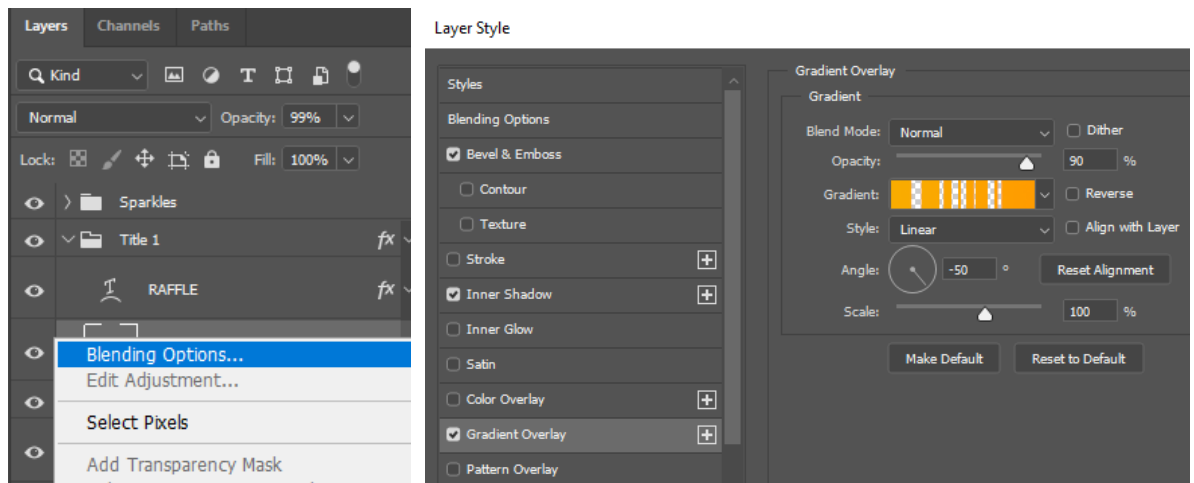 Layers Channels Paths
Kind
Normal Opacity: 99%
Lock: Fill: 100%
Sparkles
Title 1 fx
RAFFLE fx
Blending Options...
Edit Adjustment...
Select Pixels
Add Transparency Mask
Layer Style
Styles
Blending Options
Bevel & Emboss
Contour
Texture
Stroke
Inner Shadow
Inner Glow
Satin
Color Overlay
Gradient Overlay
Pattern Overlay
Gradient Overlay
Gradient
Blend Mode: Normal Dither
Opacity: 90 %
Gradient: Reverse
Style: Linear Align with Layer
Angle: -50 ° Reset Alignment
Scale: 100 %
Make Default Reset to Default